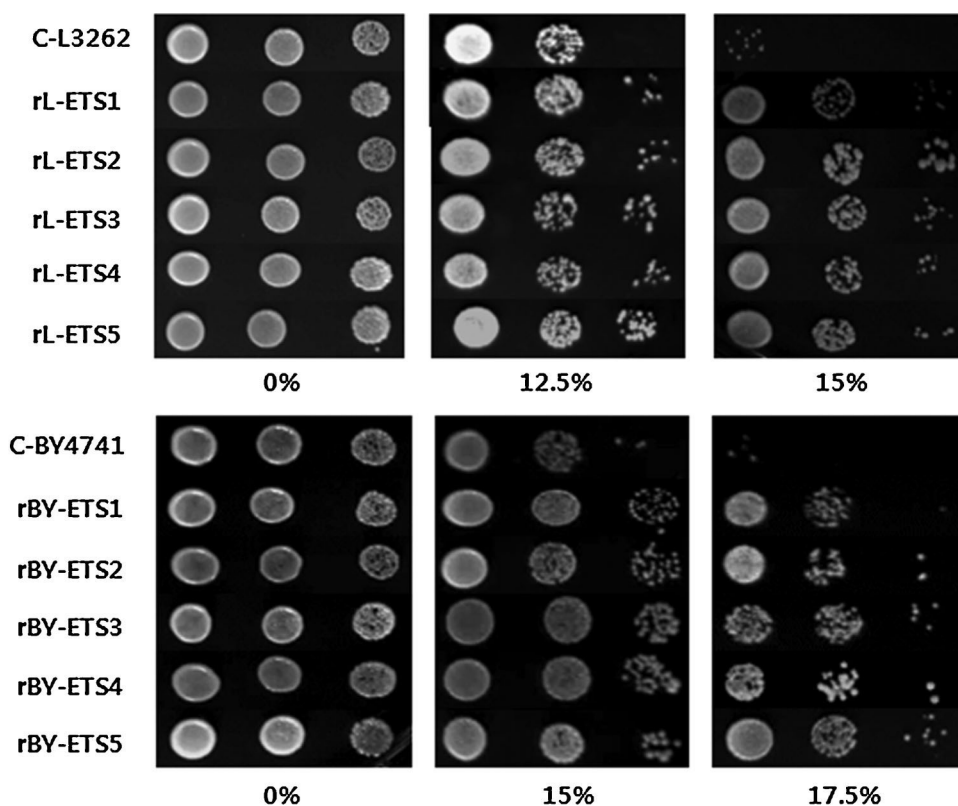 C-L3262
rL-ETS1
rL-ETS2
rL-ETS3
rL-ETS4
rL-ETS5
0% 12.5% 15%
C-BY4741
rBY-ETS1
rBY-ETS2
rBY-ETS3
rBY-ETS4
rBY-ETS5
0% 15% 17.5%